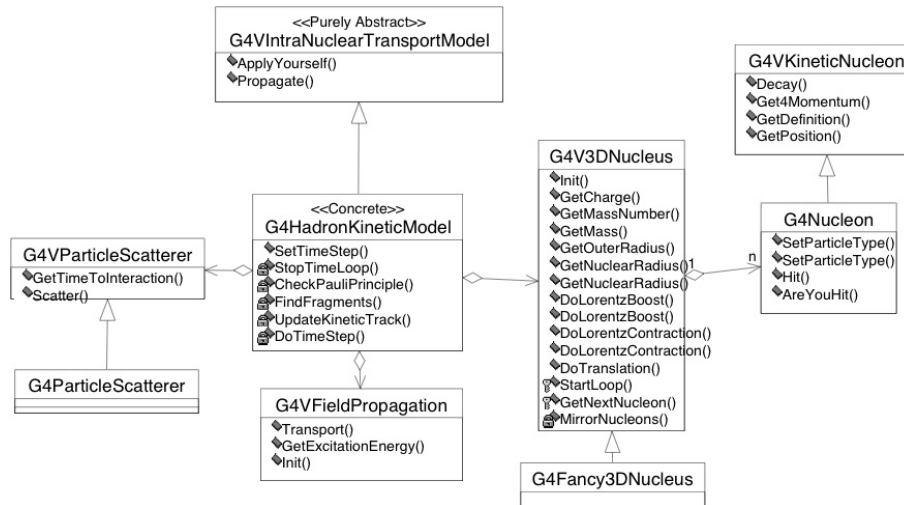 <<Purely Abstract>>
G4VIntraNuclearTransportModel
ApplyYourself()
Propagate()
G4VKineticNucleon
Decay()
Get4Momentum()
GetDefinition()
GetPosition()
G4V3DNucleus
Init()
GetCharge()
GetMassNumber()
GetMass()
GetOuterRadius()
GetNuclearRadius()
GetNuclearRadius()
DoLorentzBoost()
DoLorentzBoost()
DoLorentzContraction()
DoLorentzContraction()
DoTranslation()
StartLoop()
GetNextNucleon()
MirrorNucleons()
1
n
G4Nucleon
SetParticleType()
SetParticleType()
Hit()
AreYouHit()
<<Concrete>>
G4HadronKineticModel
SetTimeStep()
StopTimeLoop()
CheckPauliPrinciple()
FindFragments()
UpdateKineticTrack()
DoTimeStep()
G4VParticleScatterer
GetTimeToInteraction()
Scatter()
G4ParticleScatterer
G4VFieldPropagation
Transport()
GetExcitationEnergy()
Init()
G4Fancy3DNucleus